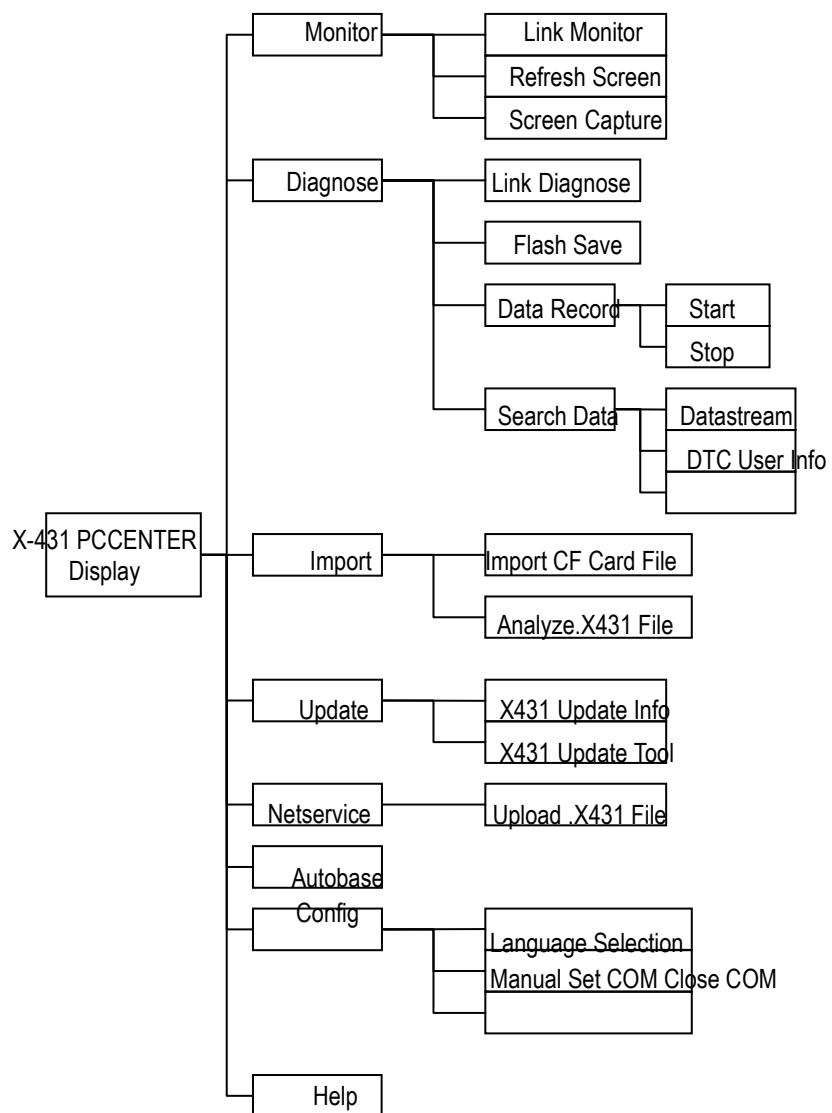 Monitor
Link Monitor
Refresh Screen
Screen Capture
Diagnose
Link Diagnose
Flash Save
Data Record
Start
Stop
Search Data
Datastream
DTC User Info
X-431 PCCENTER
Display
Import
Import CF Card File
Analyze.X431 File
Update
X431 Update Info
X431 Update Tool
Netservice
Upload .X431 File
Autobase
Config
Language Selection
Manual Set COM Close COM
Help